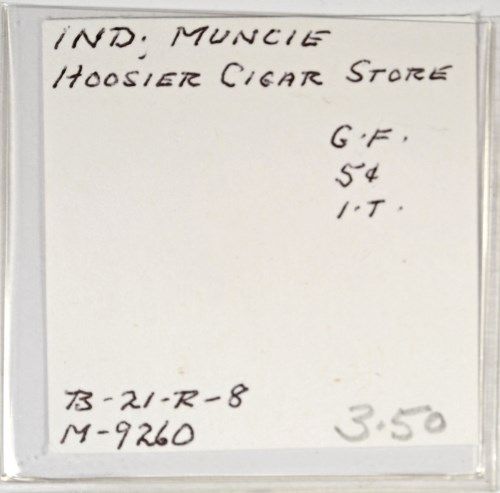 IND; MUNCIE
HOOSIER CIGAR STORE
G.F.
5¢
I.T.
B-21-R-8
M-9260
3.50